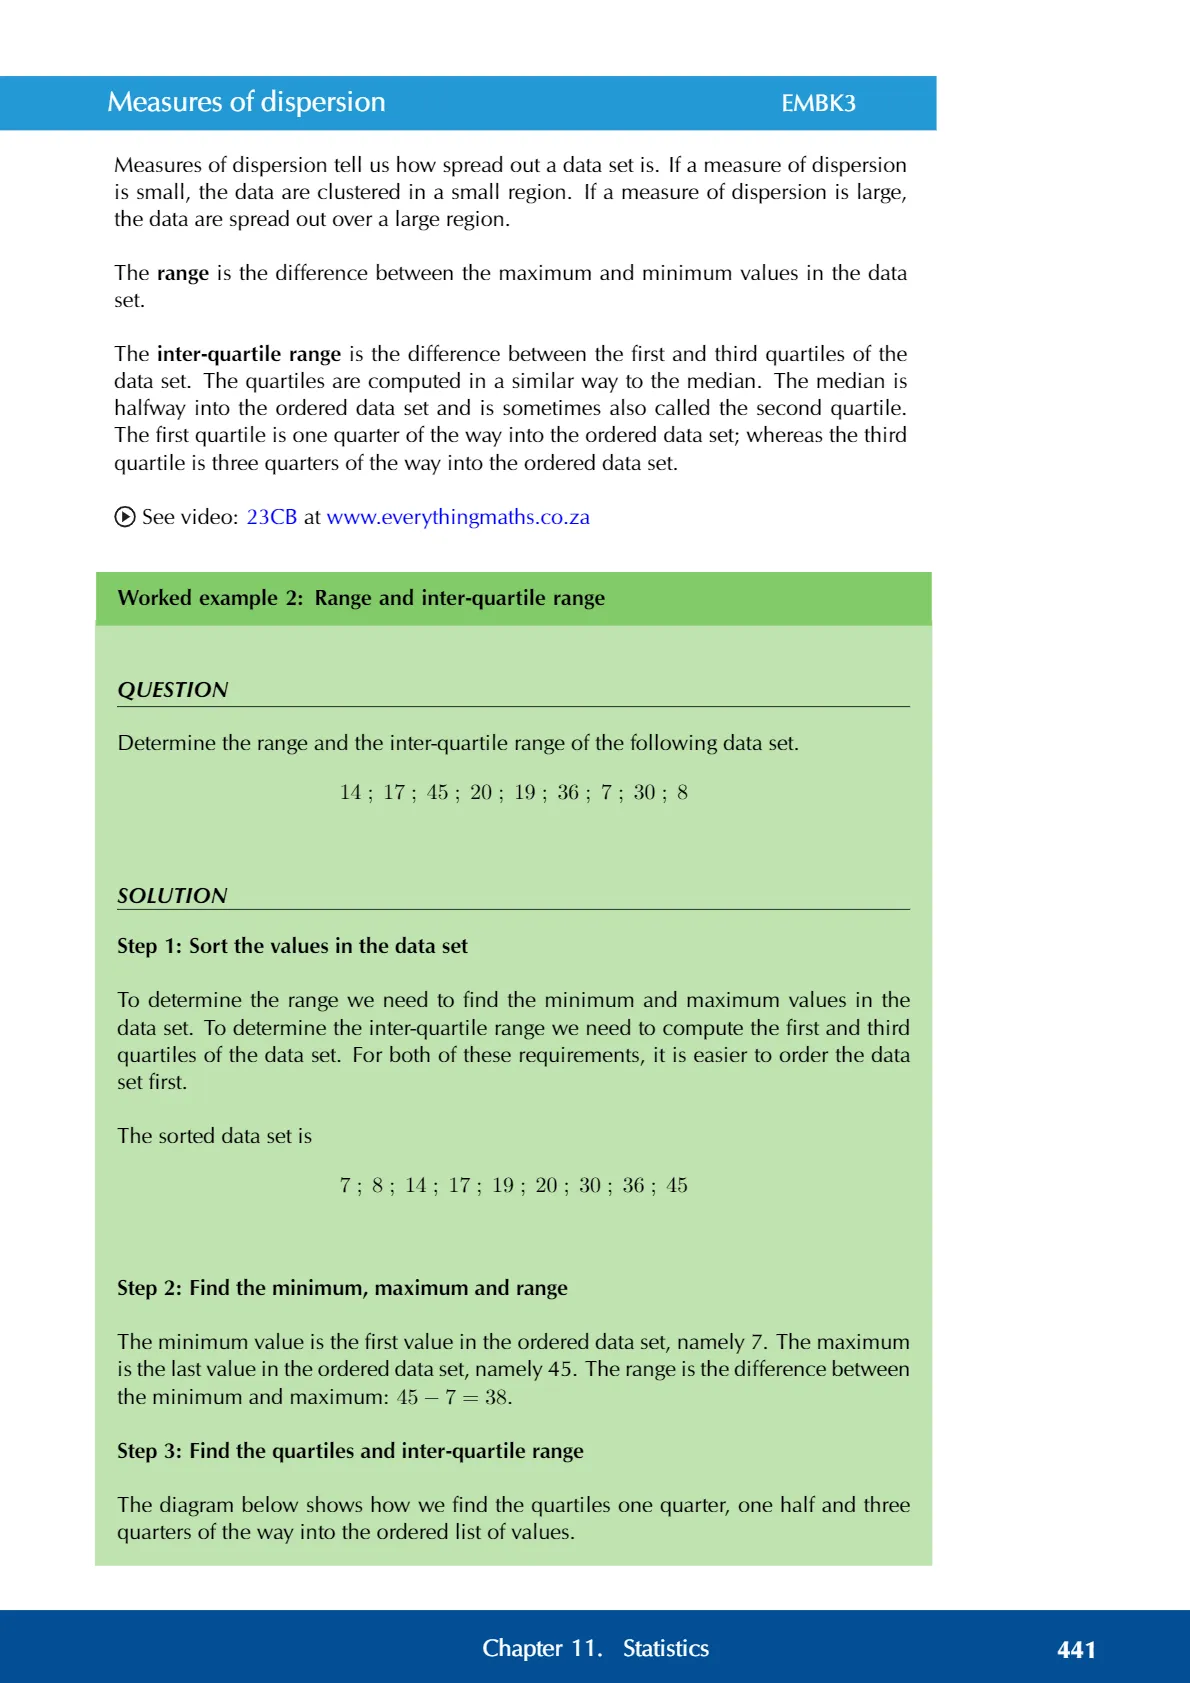 Measures of dispersion EMBK3
Measures of dispersion tell us how spread out a data set is. If a measure of dispersion
is small, the data are clustered in a small region. If a measure of dispersion is large,
the data are spread out over a large region.
The range is the difference between the maximum and minimum values in the data
set.
The inter-quartile range is the difference between the first and third quartiles of the
data set. The quartiles are computed in a similar way to the median. The median is
halfway into the ordered data set and is sometimes also called the second quartile.
The first quartile is one quarter of the way into the ordered data set; whereas the third
quartile is three quarters of the way into the ordered data set.
See video: 23CB at www.everythingmaths.co.za
Worked example 2: Range and inter-quartile range
QUESTION
Determine the range and the inter-quartile range of the following data set.
14 ; 17 ; 45 ; 20 ; 19 ; 36 ; 7 ; 30 ; 8
SOLUTION
Step 1: Sort the values in the data set
To determine the range we need to find the minimum and maximum values in the
data set. To determine the inter-quartile range we need to compute the first and third
quartiles of the data set. For both of these requirements, it is easier to order the data
set first.
The sorted data set is
7 ; 8 ; 14 ; 17 ; 19 ; 20 ; 30 ; 36 ; 45
Step 2: Find the minimum, maximum and range
The minimum value is the first value in the ordered data set, namely 7. The maximum
is the last value in the ordered data set, namely 45. The range is the difference between
the minimum and maximum: 45 − 7 = 38.
Step 3: Find the quartiles and inter-quartile range
The diagram below shows how we find the quartiles one quarter, one half and three
quarters of the way into the ordered list of values.
Chapter 11. Statistics 441